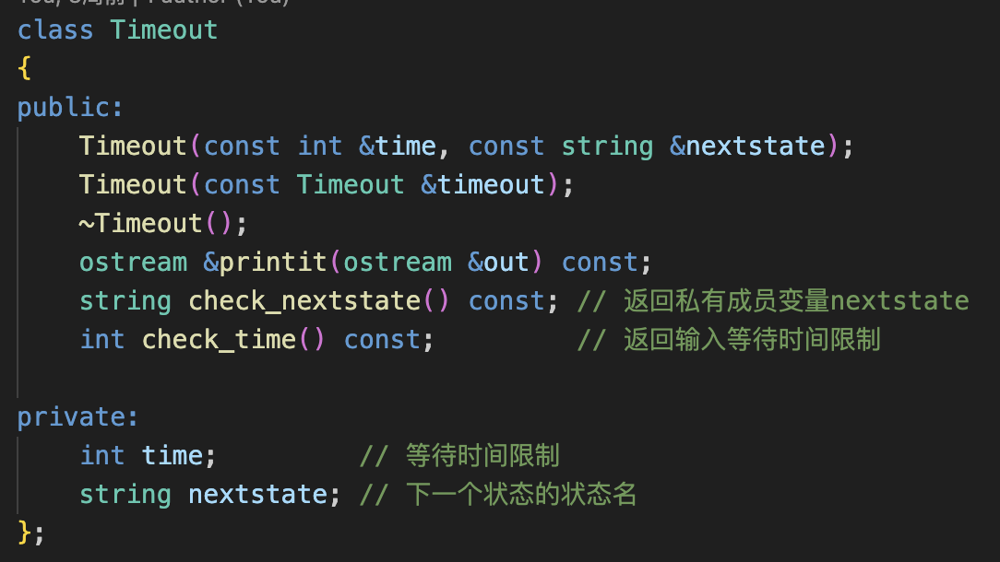 class Timeout
{
public:
Timeout(const int &time, const string &nextstate);
Timeout(const Timeout &timeout);
~Timeout();
ostream &printit(ostream &out) const;
string check_nextstate() const; // 返回私有成员变量nextstate
int check_time() const; // 返回输入等待时间限制
private:
int time; // 等待时间限制
string nextstate; // 下一个状态的状态名
};